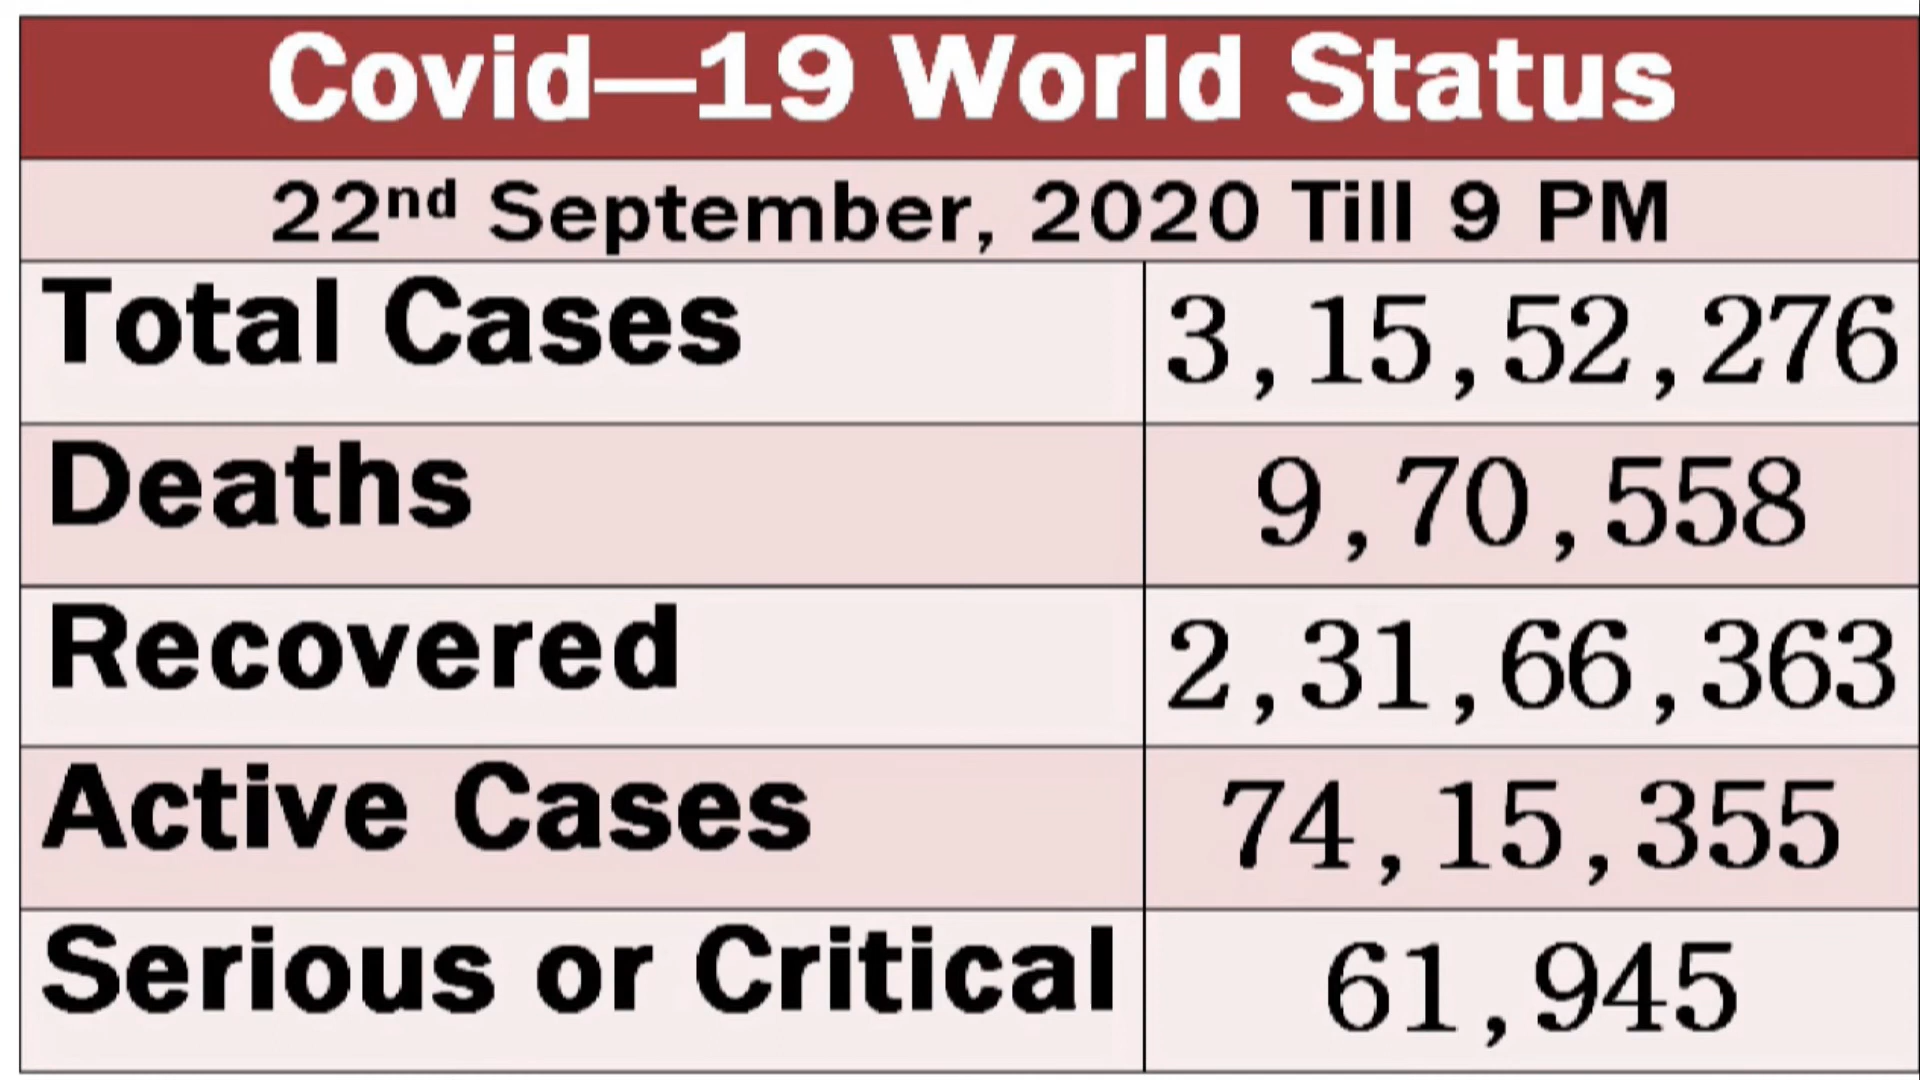 Covid—19 World Status
22nd September, 2020 Till 9 PM
Total Cases 3,15,52,276
Deaths 9,70,558
Recovered 2,31,66,363
Active Cases 74,15,355
Serious or Critical 61,945